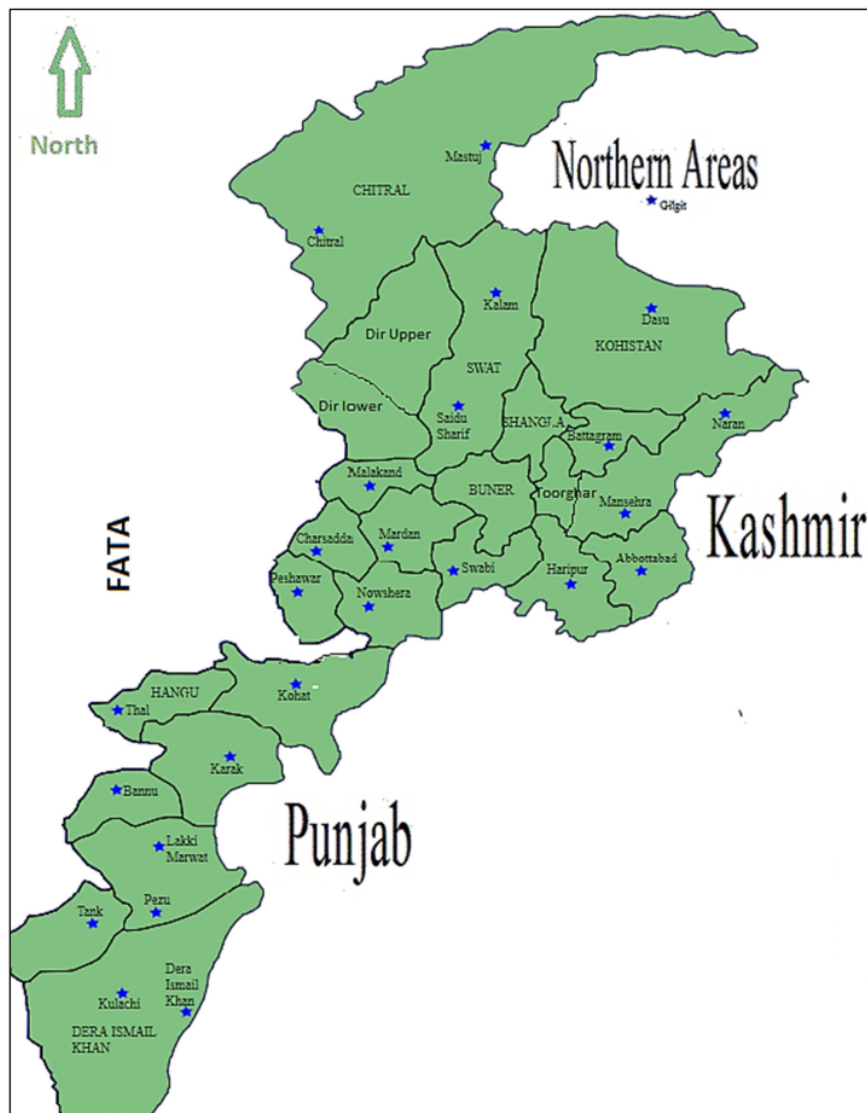 North
Mastuj
Northern Areas
CHITRAL
Gilgit
Chitral
Kalam
Dasu
Dir Upper
KOHISTAN
SWAT
Dir lower
Saidu
Sharif
SHANGLA
Naran
Battagram
Malakand
BUNER
Toorghar
Mansehra
Kashmir
Charsadda
Mardan
FATA
Swabi
Haripur
Abbottabad
Peshawar
Nowshera
HANGU
Kohat
Thal
Karak
Bannu
Punjab
Lakki
Marwat
Pezu
Tank
Dera
Ismail
Khan
Kulachi
DERA ISMAIL
KHAN